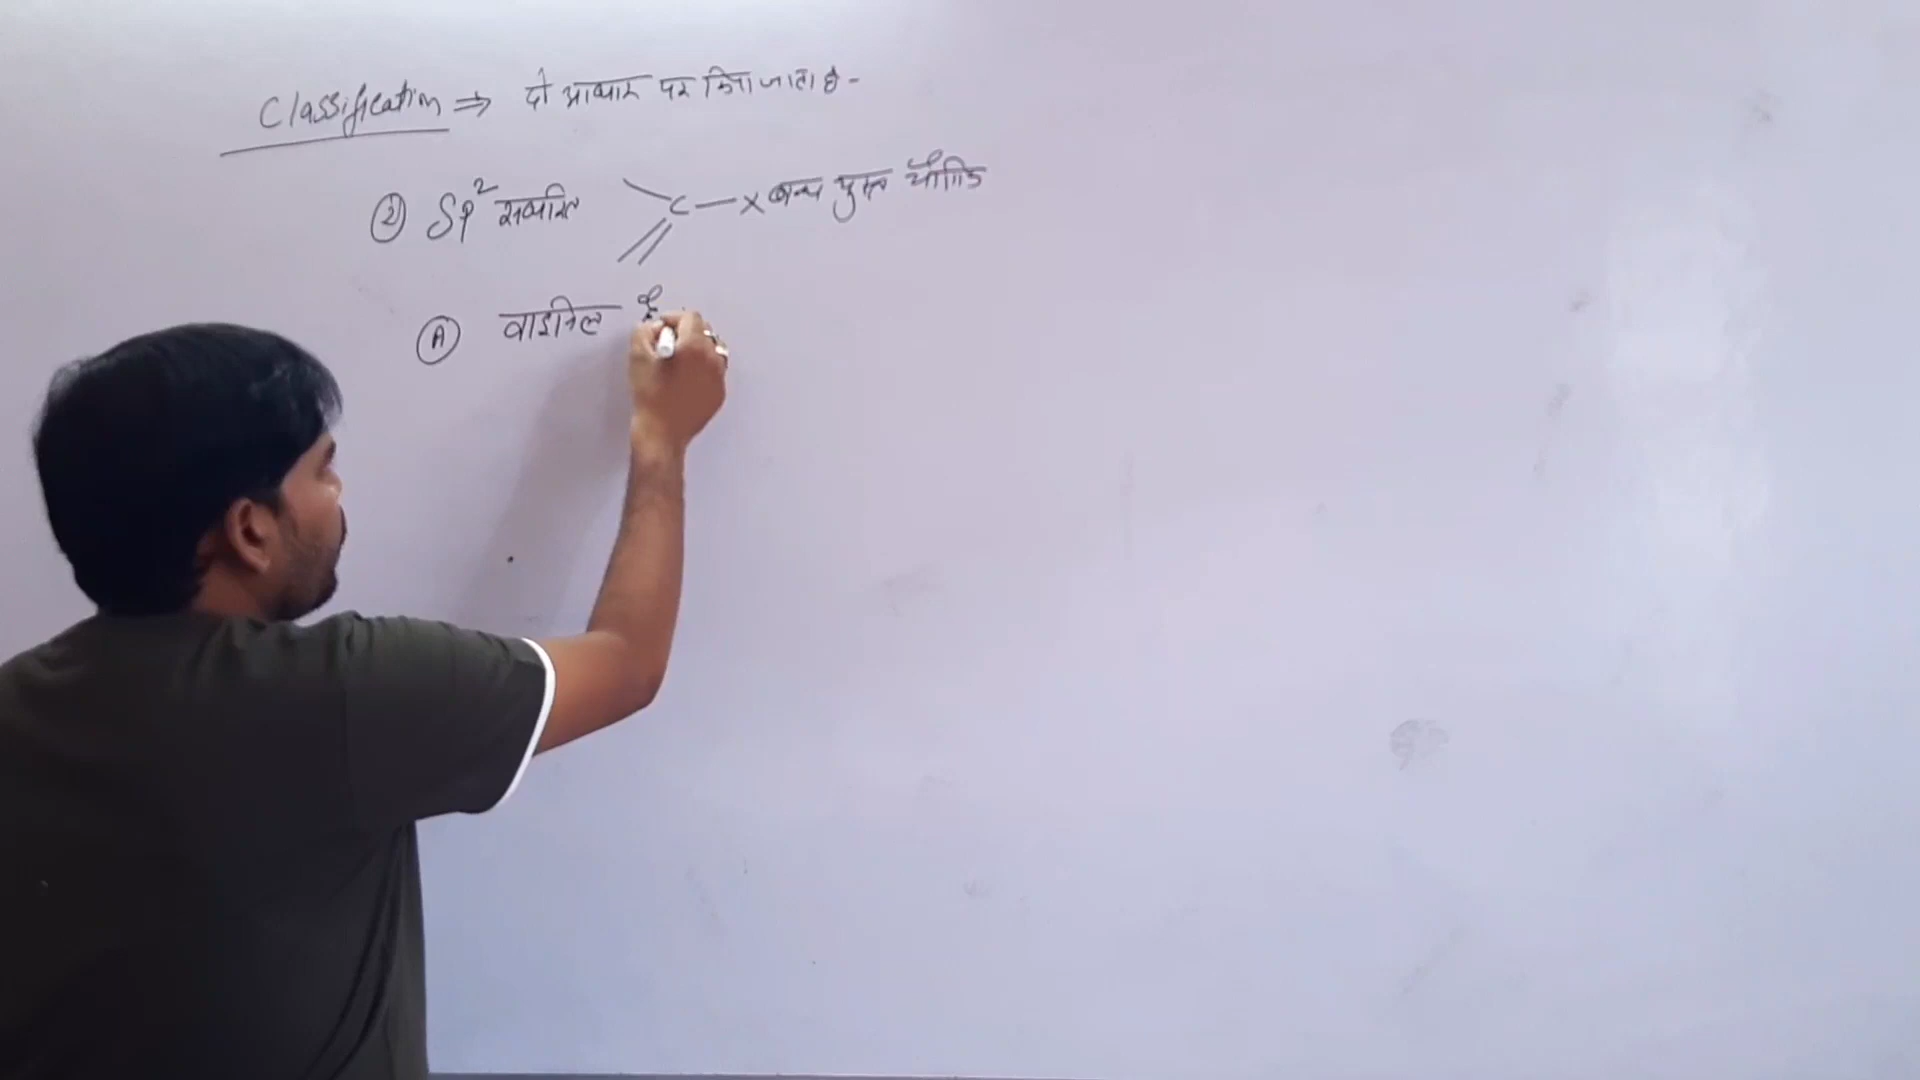 Classification ⇒ दो आधार पर किया जाता है -
② SP² संकरित C — X बन्ध युक्त यौगिक
Ⓐ वाइनिल